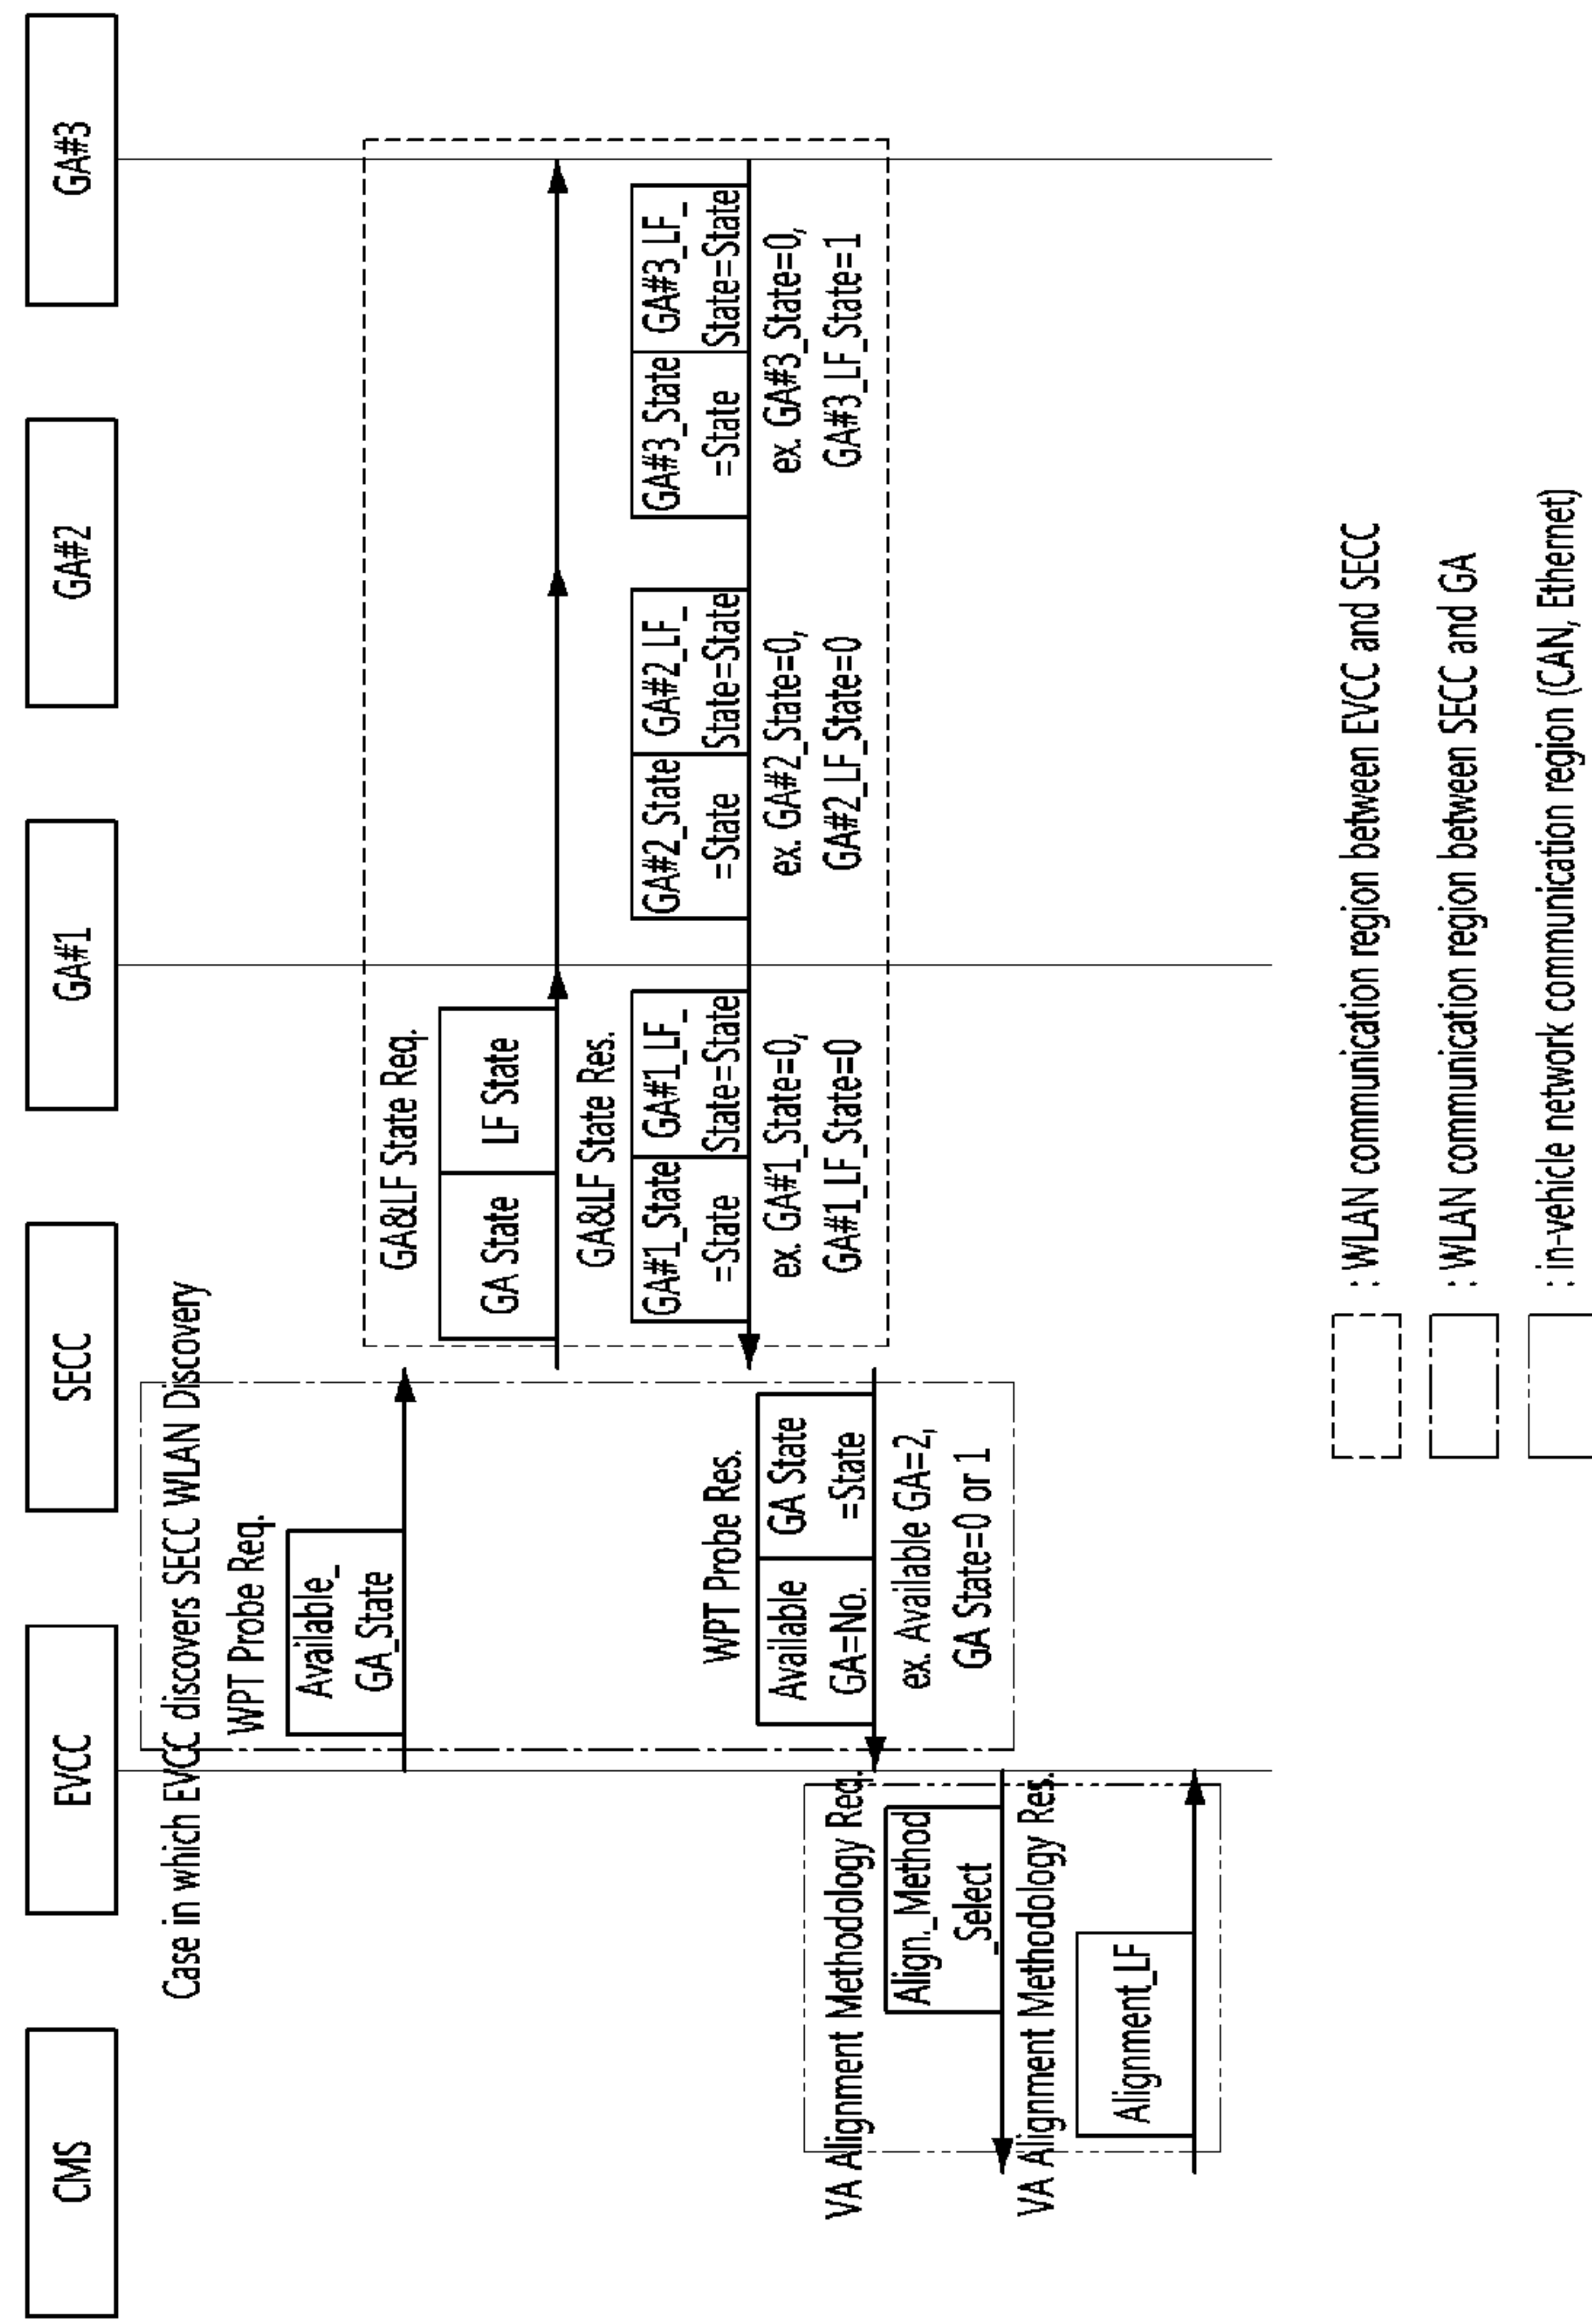 CMS
EVCC
SECC
GA#1
GA#2
GA#3
Case in which EVCC discovers SECC WLAN Discovery
WPT Probe Req.
Available_
GA_State
GA&LF State Req.
GA State
LF State
GA&LF State Res.
GA#1_State
=State
GA#1_LF_
State=State
GA#2_State
=State
GA#2_LF_
State=State
GA#3_State
=State
GA#3_LF_
State=State
ex. GA#1_State=0,
GA#1_LF_State=0
ex. GA#2_State=0,
GA#2_LF_State=0
ex. GA#3_State=0,
GA#3_LF_State=1
WPT Probe Res.
Available
GA=No.
GA State
=State
ex. Available GA=2,
GA State=0 or 1
VA Alignment Methodology Req.
Align._Method
_Select
VA Alignment Methodology Res.
Alignment_LF
: WLAN communication region between EVCC and SECC
: WLAN communication region between SECC and GA
: in-vehicle network communication region (CAN, Ethernet)